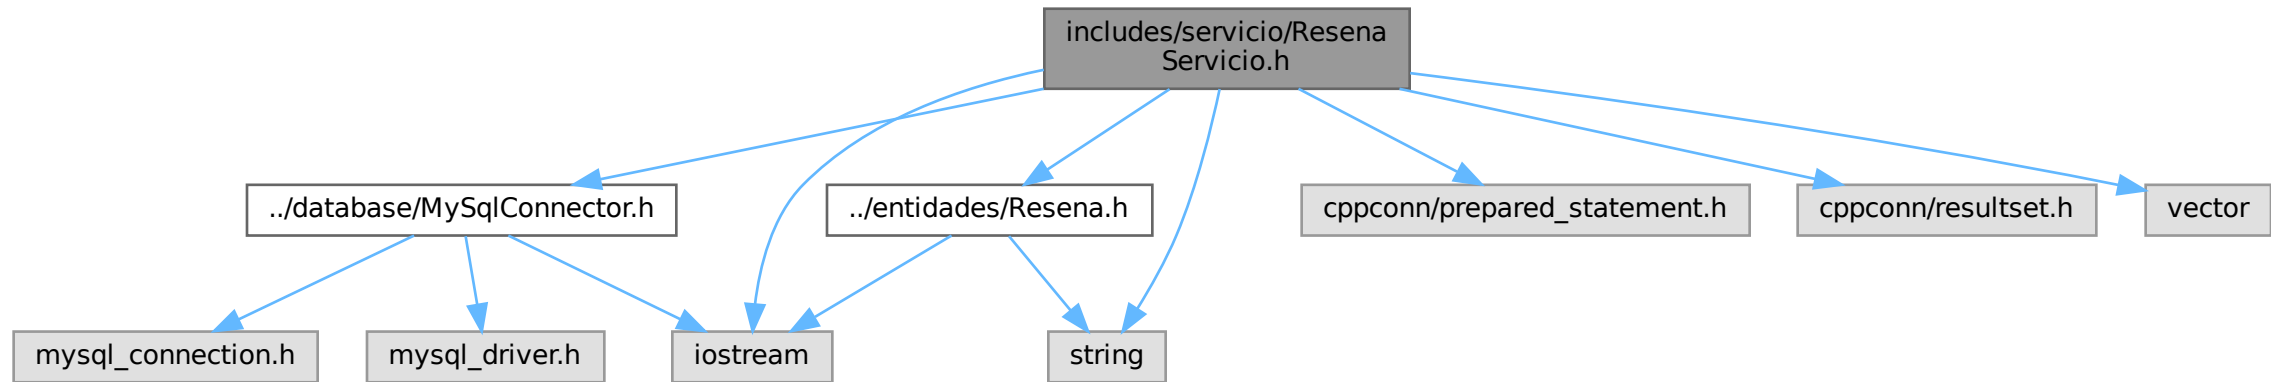 includes/servicio/Resena
Servicio.h
../database/MySqlConnector.h
../entidades/Resena.h
cppconn/prepared_statement.h
cppconn/resultset.h
vector
mysql_connection.h
mysql_driver.h
iostream
string